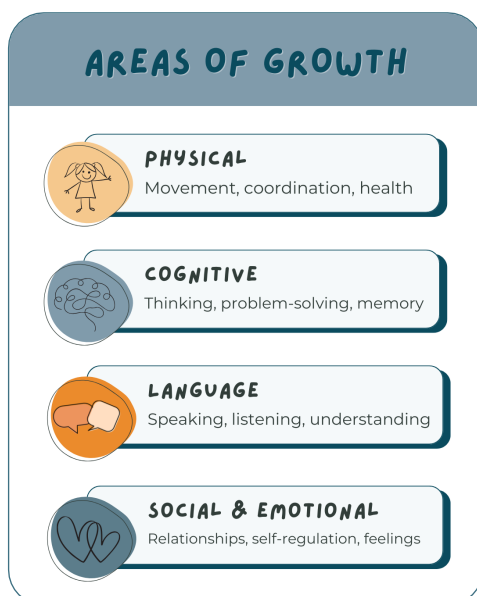 AREAS OF GROWTH
PHYSICAL
Movement, coordination, health
COGNITIVE
Thinking, problem-solving, memory
LANGUAGE
Speaking, listening, understanding
SOCIAL & EMOTIONAL
Relationships, self-regulation, feelings